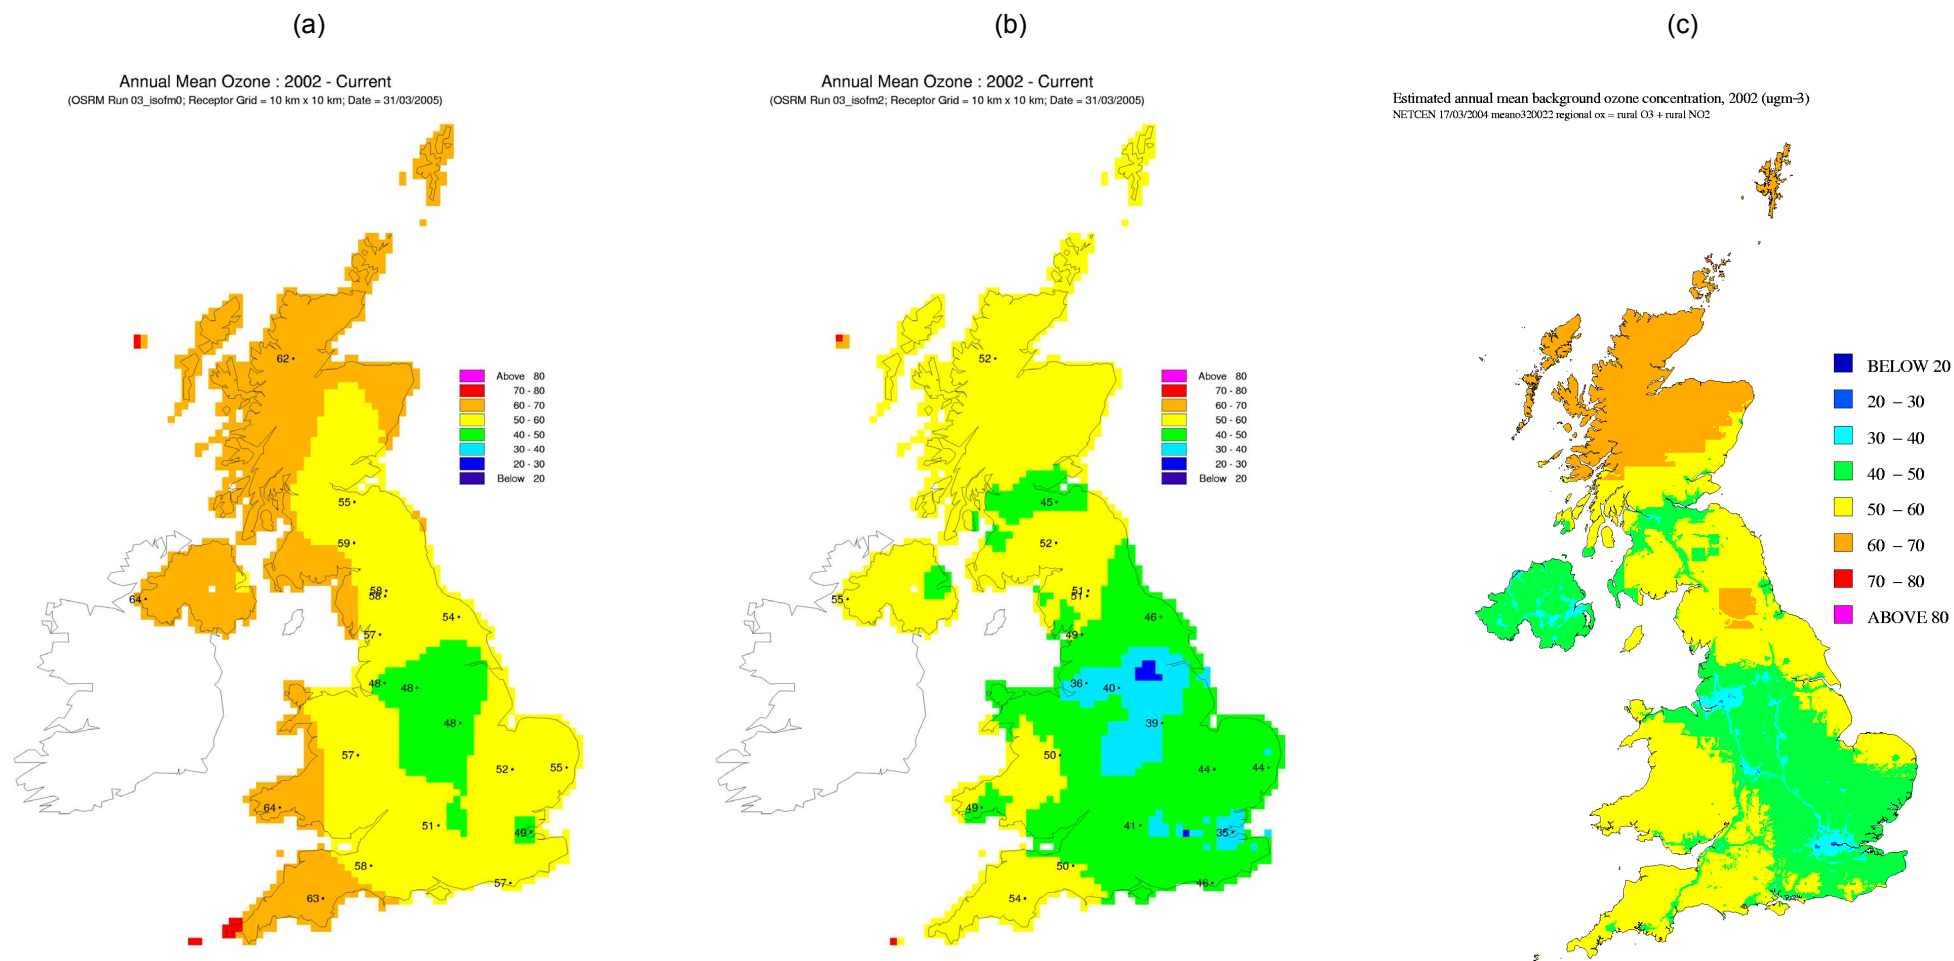 (a)
Annual Mean Ozone : 2002 - Current
(OSRM Run 03_isofm0; Receptor Grid = 10 km x 10 km; Date = 31/03/2005)
62
Above 80
70 - 80
60 - 70
50 - 60
40 - 50
30 - 40
20 - 30
Below 20
55
59
58
58
64
54
57
48
48
48
57
52
55
64
51
49
58
57
63
(b)
Annual Mean Ozone : 2002 - Current
(OSRM Run 03_isofm2; Receptor Grid = 10 km x 10 km; Date = 31/03/2005)
52
Above 80
70 - 80
60 - 70
50 - 60
40 - 50
30 - 40
20 - 30
Below 20
45
52
51
51
55
46
49
36
40
39
50
44
44
49
41
35
50
46
54
(c)
Estimated annual mean background ozone concentration, 2002 (ugm-3)
NETCEN 17/03/2004 meano320022 regional ox = rural O3 + rural NO2
BELOW 20
20 – 30
30 – 40
40 – 50
50 – 60
60 – 70
70 – 80
ABOVE 80